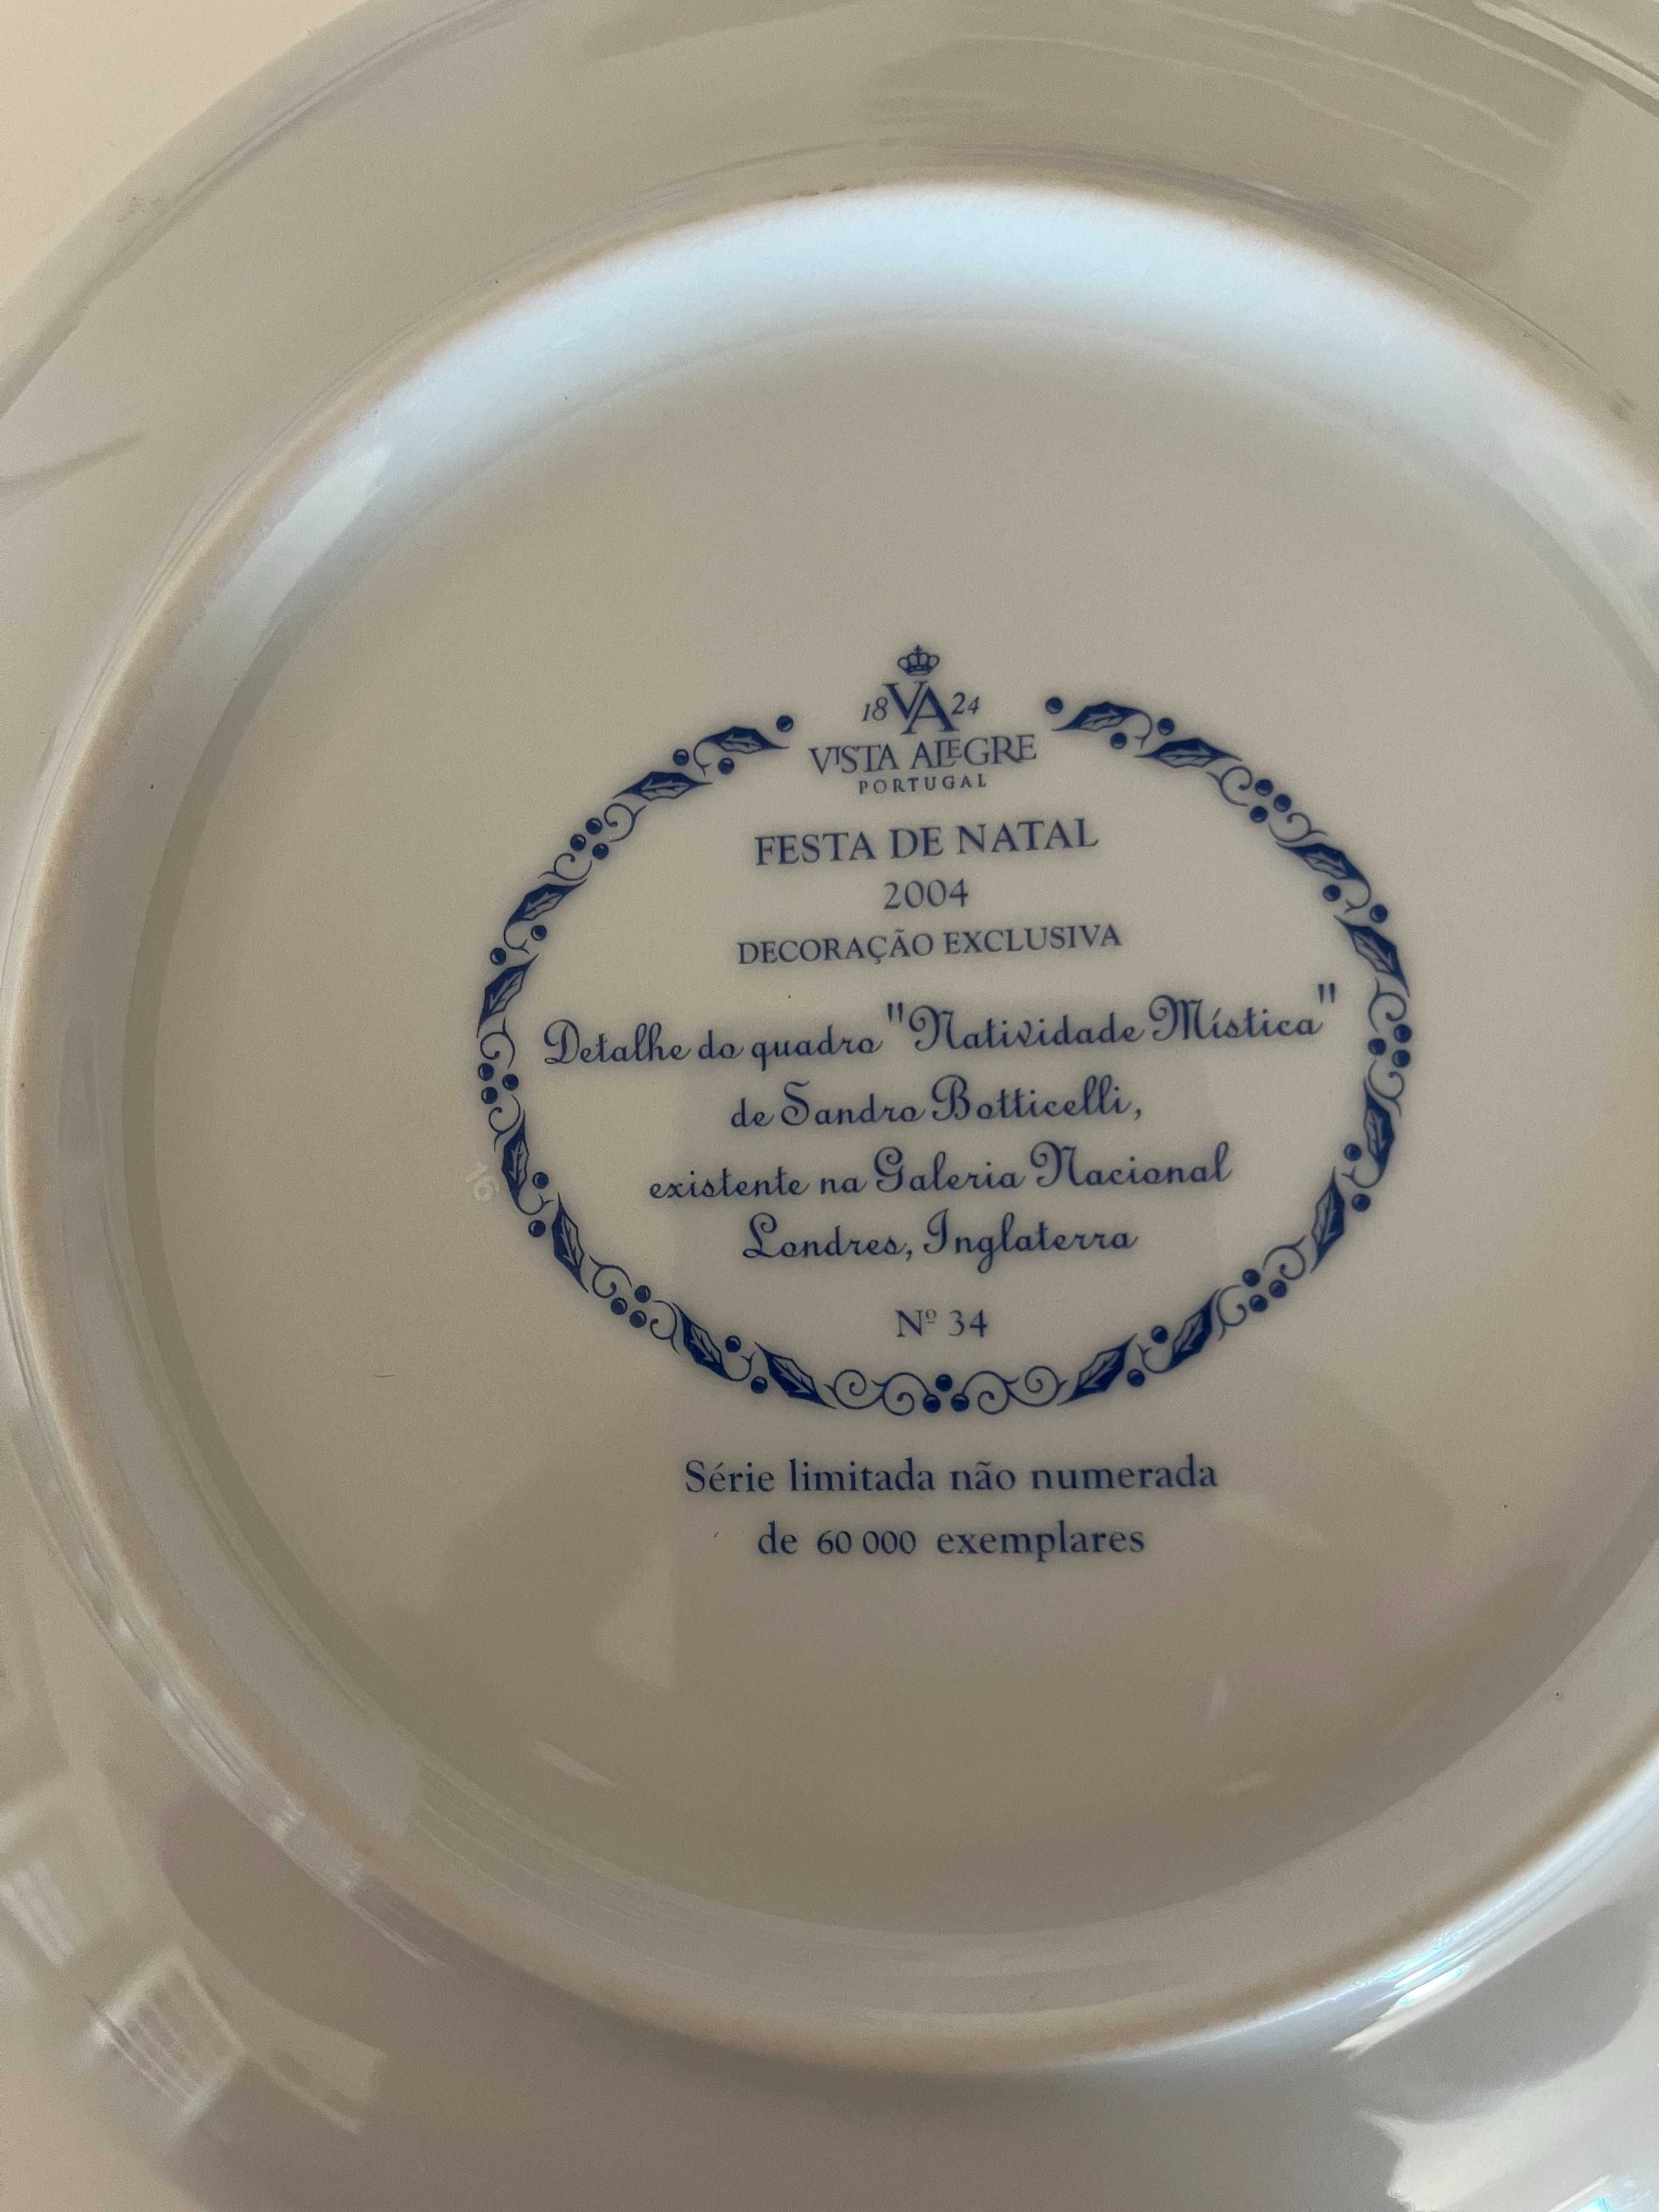 18 VA 24
VISTA ALEGRE
PORTUGAL
FESTA DE NATAL
2004
DECORAÇÃO EXCLUSIVA
Detalhe do quadro "Natividade Mística"
de Sandro Botticelli,
existente na Galeria Nacional
Londres, Inglaterra
Nº 34
16
Série limitada não numerada
de 60 000 exemplares